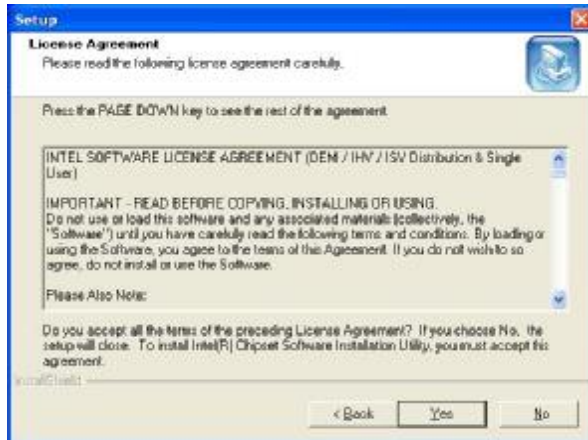 Setup
License Agreement
Please read the following license agreement carefully.
Press the PAGE DOWN key to see the rest of the agreement.
INTEL SOFTWARE LICENSE AGREEMENT (OEM / IHV / ISV Distribution & Single
User)
IMPORTANT - READ BEFORE COPYING, INSTALLING OR USING.
Do not use or load this software and any associated materials (collectively, the
"Software") until you have carefully read the following terms and conditions. By loading or
using the Software, you agree to the terms of this Agreement. If you do not wish to so
agree, do not install or use the Software.
Please Also Note:
Do you accept all the terms of the preceding License Agreement? If you choose No, the
setup will close. To install Intel(R) Chipset Software Installation Utility, you must accept this
agreement.
InstallShield
< Back
Yes
No